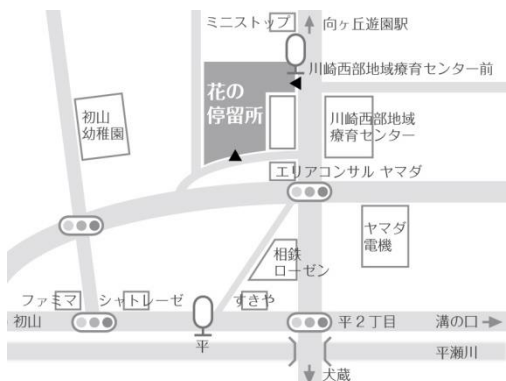 ミニストップ
向ヶ丘遊園駅
川崎西部地域療育センター前
花の
停留所
初山
幼稚園
川崎西部地域
療育センター
エリアコンサル ヤマダ
ヤマダ
電機
相鉄
ローゼン
ファミマ
シャトレーゼ
すきや
初山
平
平2丁目
溝の口
平瀬川
犬蔵